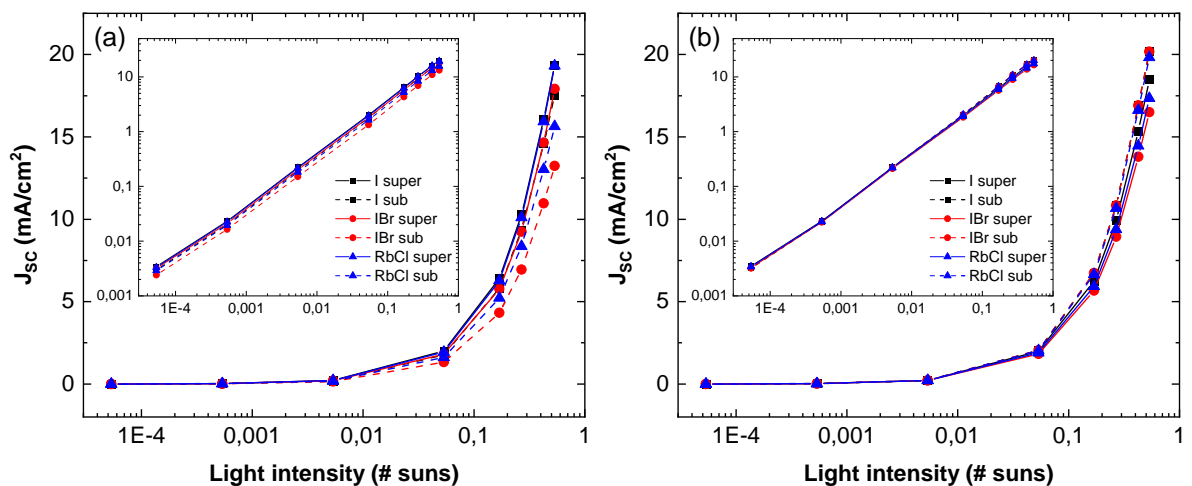 (a)
J_SC (mA/cm²)
20
15
10
5
0
1E-4
0,001
0,01
0,1
1
Light intensity (# suns)
10
1
0,1
0,01
0,001
1E-4
0,001
0,01
0,1
1
I super
I sub
IBr super
IBr sub
RbCl super
RbCl sub
(b)
J_SC (mA/cm²)
20
15
10
5
0
1E-4
0,001
0,01
0,1
1
Light intensity (# suns)
10
1
0,1
0,01
0,001
1E-4
0,001
0,01
0,1
1
I super
I sub
IBr super
IBr sub
RbCl super
RbCl sub